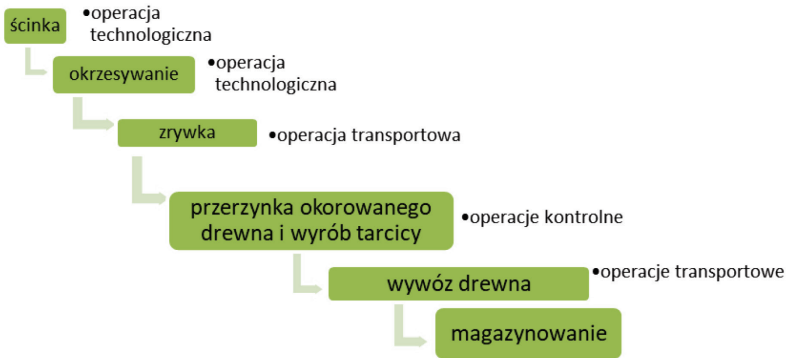 ścinka
•operacja
technologiczna
okrzesywanie
•operacja
technologiczna
zrywka
•operacja transportowa
przerzynka okorowanego
drewna i wyrób tarcicy
•operacje kontrolne
wywóz drewna
•operacje transportowe
magazynowanie